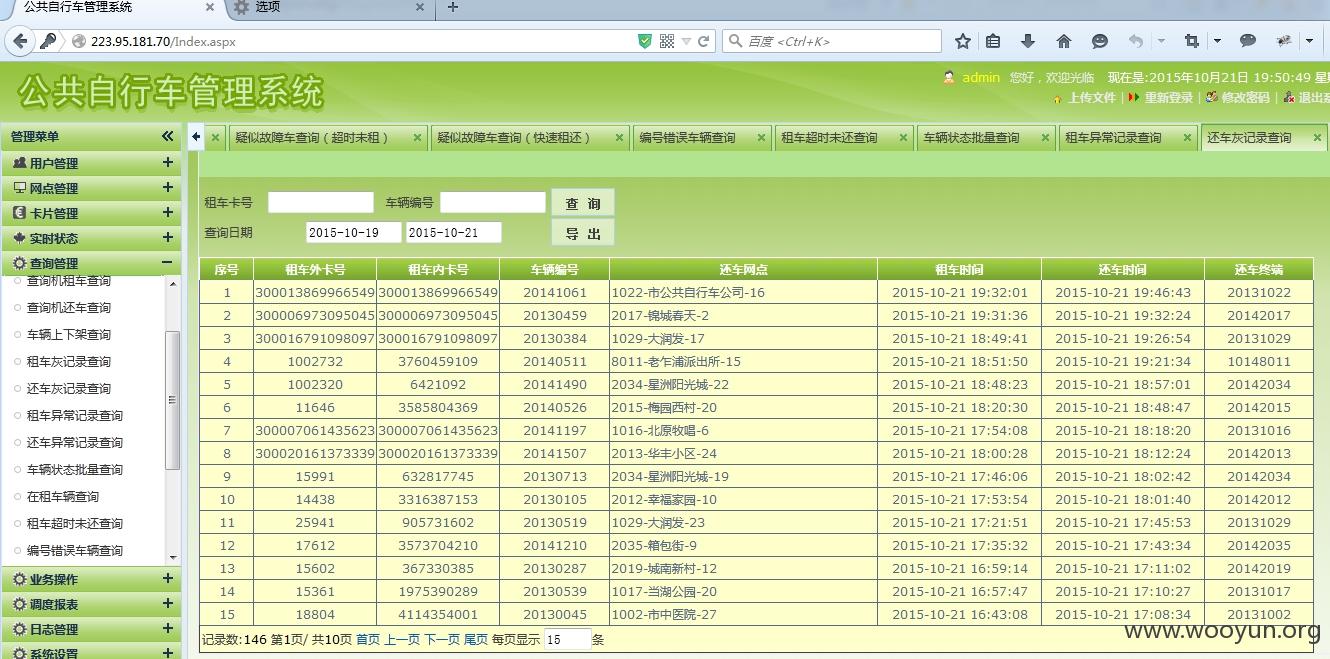 公共自行车管理系统
选项
223.95.181.70/Index.aspx
百度 <Ctrl+K>
公共自行车管理系统
admin 您好，欢迎光临 现在是:2015年10月21日 19:50:49
上传文件 | 重新登录 | 修改密码 |
管理菜单
疑似故障车查询（超时未租）
疑似故障车查询（快速租还）
编号错误车辆查询
租车超时未还查询
车辆状态批量查询
租车异常记录查询
还车灰记录查询
用户管理
网点管理
卡片管理
实时状态
查询管理
查询机租车查询
查询机还车查询
车辆上下架查询
租车灰记录查询
还车灰记录查询
租车异常记录查询
还车异常记录查询
车辆状态批量查询
在租车辆查询
租车超时未还查询
编号错误车辆查询
业务操作
调度报表
日志管理
系统设置
租车卡号 车辆编号 查 询
查询日期 2015-10-19 2015-10-21 导 出
序号 租车外卡号 租车内卡号 车辆编号 还车网点 租车时间 还车时间 还车终端
1 300013869966549 300013869966549 20141061 1022-市公共自行车公司-16 2015-10-21 19:32:01 2015-10-21 19:46:43 20131022
2 300006973095045 300006973095045 20130459 2017-锦城春天-2 2015-10-21 19:31:36 2015-10-21 19:32:24 20142017
3 300016791098097 300016791098097 20130384 1029-大润发-17 2015-10-21 18:49:41 2015-10-21 19:26:54 20131029
4 1002732 3760459109 20140511 8011-老乍浦派出所-15 2015-10-21 18:51:50 2015-10-21 19:21:34 10148011
5 1002320 6421092 20141490 2034-星洲阳光城-22 2015-10-21 18:48:23 2015-10-21 18:57:01 20142034
6 11646 3585804369 20140526 2015-梅园西村-20 2015-10-21 18:20:30 2015-10-21 18:48:47 20142015
7 300007061435623 300007061435623 20141197 1016-北原牧唱-6 2015-10-21 17:54:08 2015-10-21 18:18:20 20131016
8 300020161373339 300020161373339 20141507 2013-华丰小区-24 2015-10-21 18:00:28 2015-10-21 18:12:24 20142013
9 15991 632817745 20130713 2034-星洲阳光城-19 2015-10-21 17:46:06 2015-10-21 18:02:42 20142034
10 14438 3316387153 20130105 2012-幸福家园-10 2015-10-21 17:53:54 2015-10-21 18:01:40 20142012
11 25941 905731602 20130519 1029-大润发-23 2015-10-21 17:21:51 2015-10-21 17:45:53 20131029
12 17612 3573704210 20141210 2035-箱包街-9 2015-10-21 17:35:32 2015-10-21 17:43:34 20142035
13 15602 367330385 20130287 2019-城南新村-12 2015-10-21 16:59:14 2015-10-21 17:11:02 20142019
14 15361 1975390289 20130539 1017-当湖公园-20 2015-10-21 16:57:47 2015-10-21 17:10:27 20131017
15 18804 4114354001 20130045 1002-市中医院-27 2015-10-21 16:43:08 2015-10-21 17:08:34 20131002
记录数:146 第1页/ 共10页 首页 上一页 下一页 尾页 每页显示 15 条
www.wooyun.org